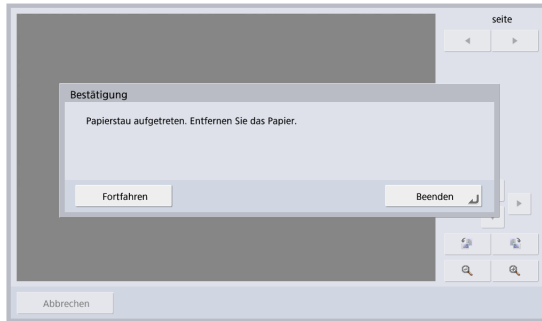 seite
Bestätigung
Papierstau aufgetreten. Entfernen Sie das Papier.
Fortfahren
Beenden
Abbrechen